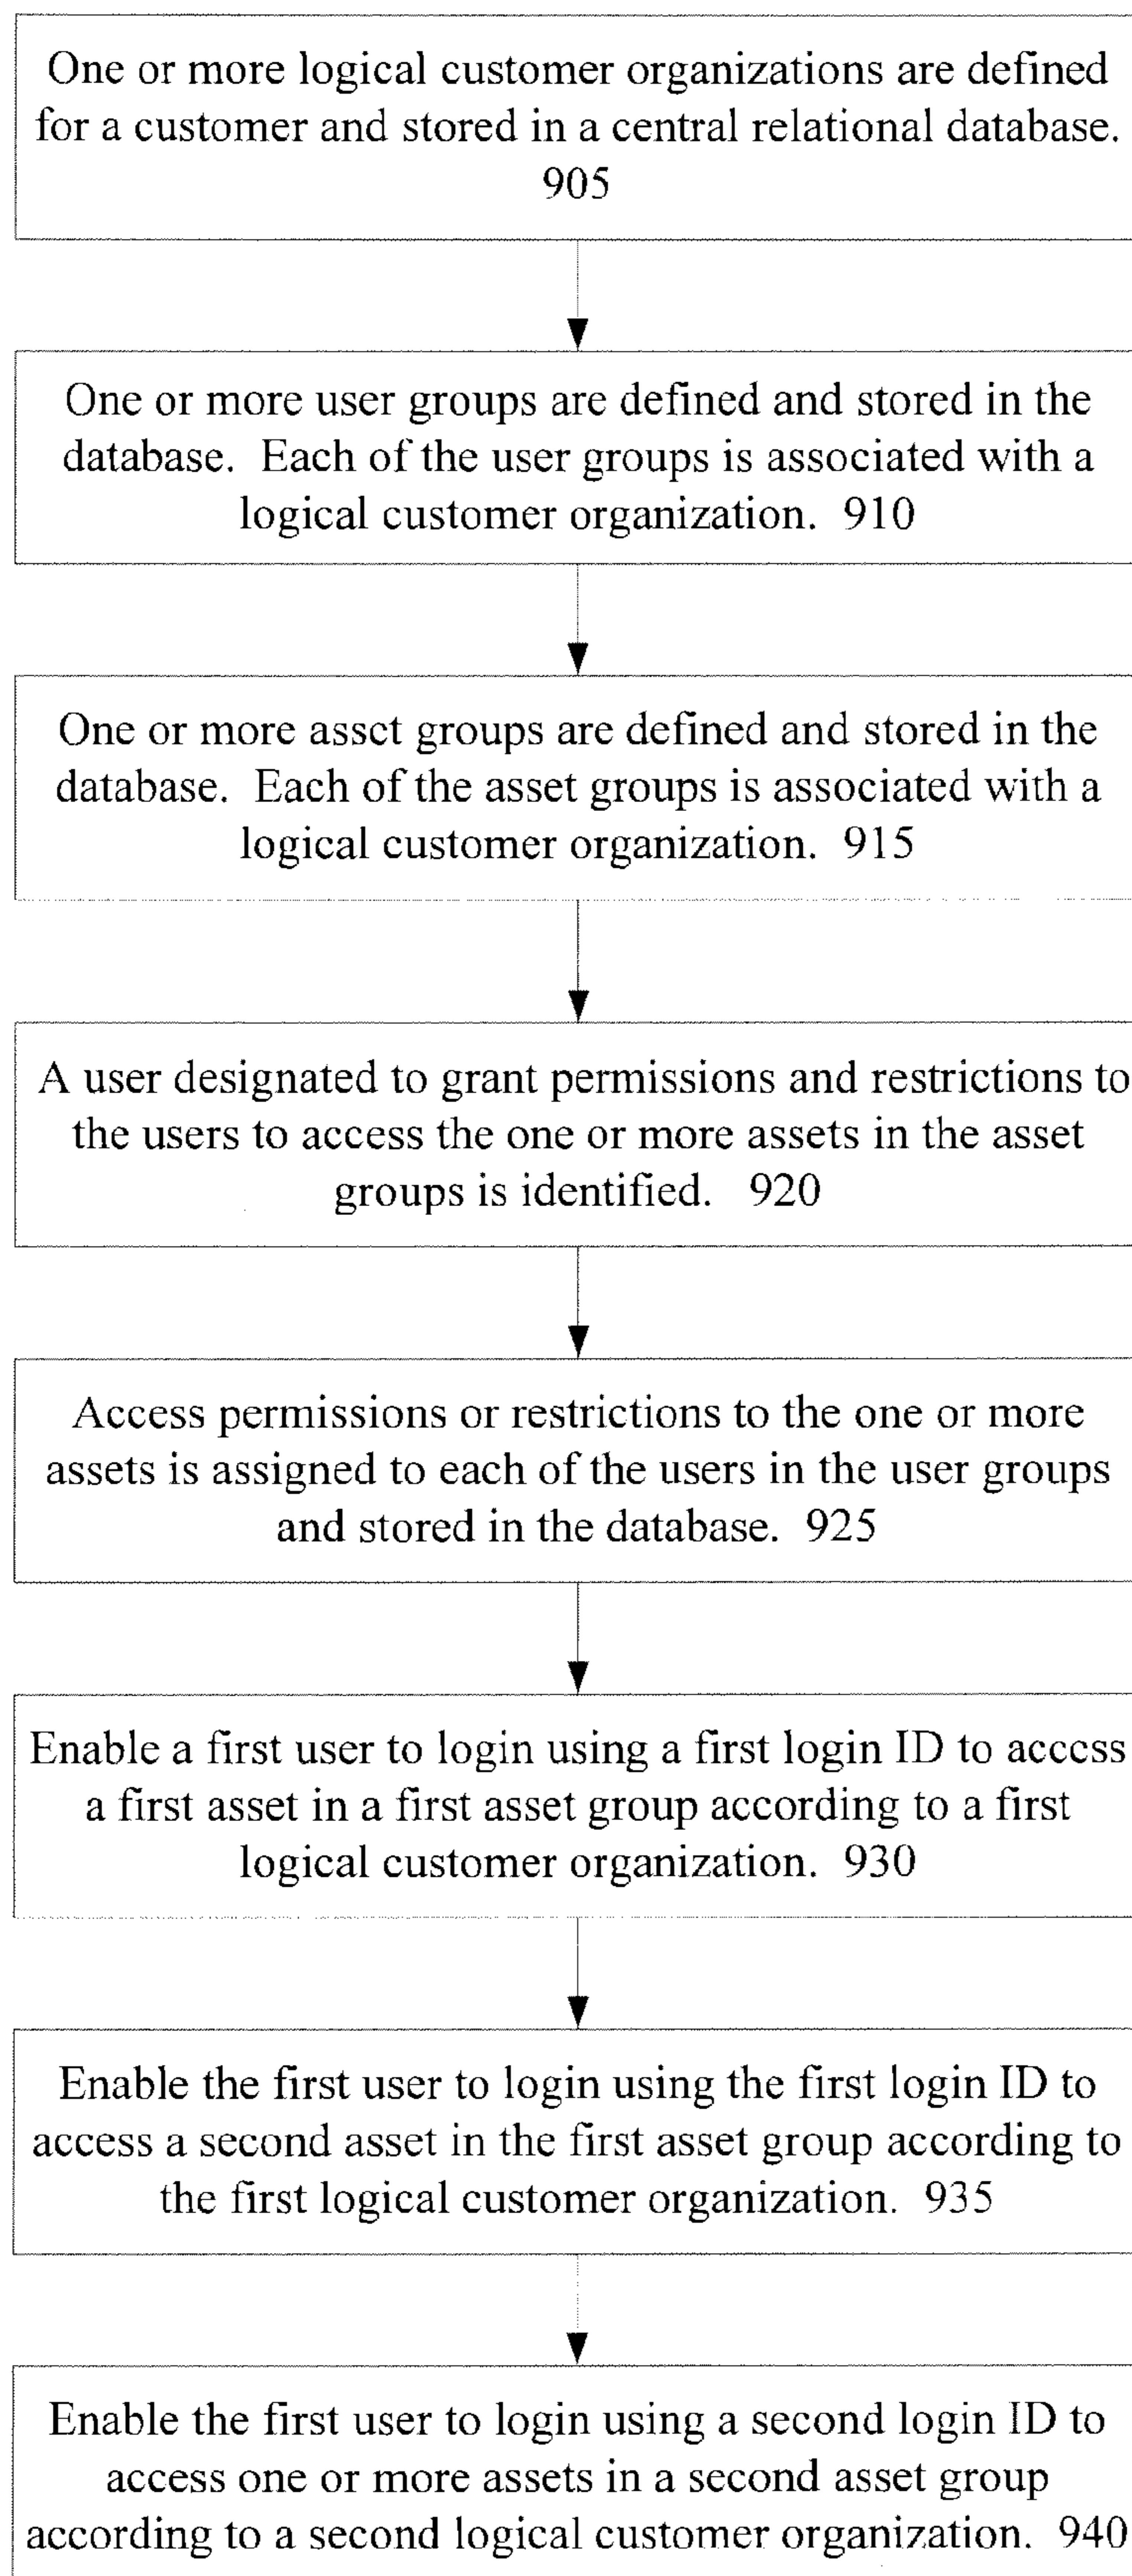 One or more logical customer organizations are defined
for a customer and stored in a central relational database.
905
One or more user groups are defined and stored in the
database. Each of the user groups is associated with a
logical customer organization. 910
One or more asset groups are defined and stored in the
database. Each of the asset groups is associated with a
logical customer organization. 915
A user designated to grant permissions and restrictions to
the users to access the one or more assets in the asset
groups is identified. 920
Access permissions or restrictions to the one or more
assets is assigned to each of the users in the user groups
and stored in the database. 925
Enable a first user to login using a first login ID to access
a first asset in a first asset group according to a first
logical customer organization. 930
Enable the first user to login using the first login ID to
access a second asset in the first asset group according to
the first logical customer organization. 935
Enable the first user to login using a second login ID to
access one or more assets in a second asset group
according to a second logical customer organization. 940